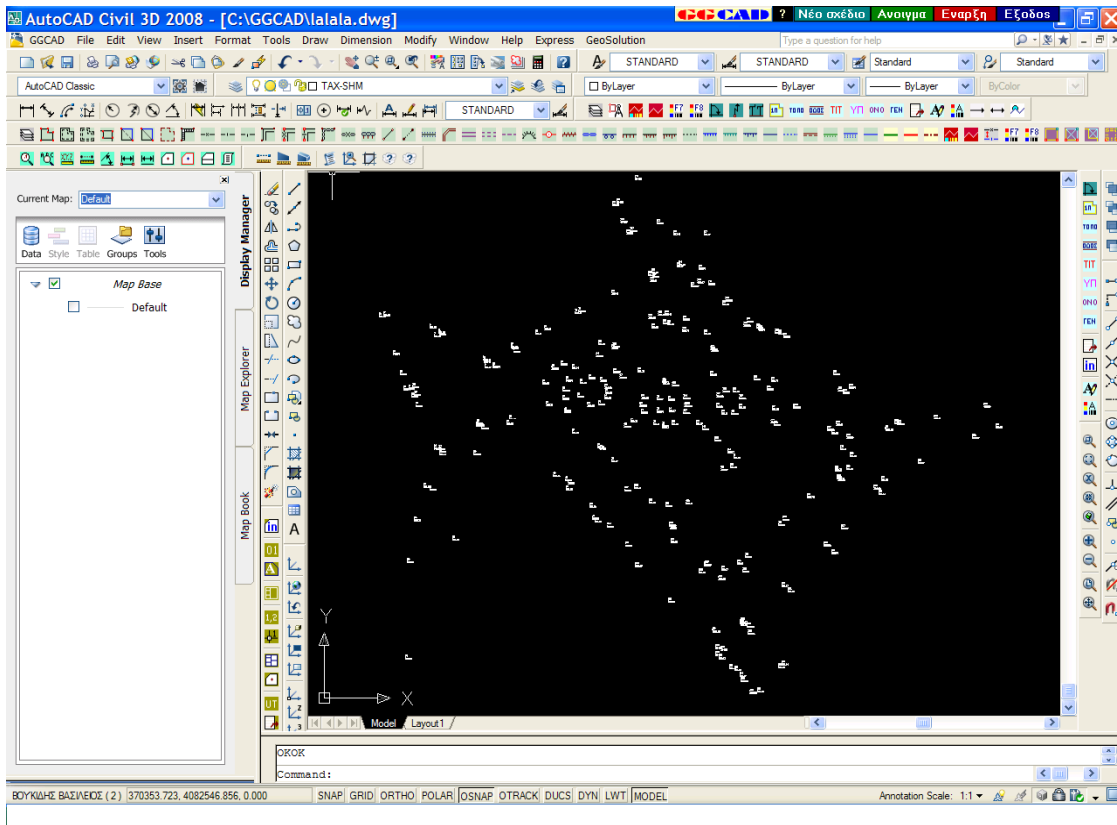 AutoCAD Civil 3D 2008 - [C:\GGCAD\lalala.dwg]
GGCAD ? Νέο σχέδιο Ανοιγμα Εναρξη Εξοδος
GGCAD File Edit View Insert Format Tools Draw Dimension Modify Window Help Express GeoSolution Type a question for help
STANDARD STANDARD Standard Standard
AutoCAD Classic TAX-SHM ByLayer ByLayer ByLayer ByColor
STANDARD
Current Map: Default
Data Style Table Groups Tools
Map Base
Default
Display Manager
Map Explorer
Map Book
TIT
ΥΠ
ΟΝΟ
ΓΕΝ
in
Y
X
Model Layout1
OKOK
Command:
ΒΟΥΚΙΔΗΣ ΒΑΣΙΛΕΙΟΣ ( 2 ) 370353.723, 4082546.856, 0.000 SNAP GRID ORTHO POLAR OSNAP OTRACK DUCS DYN LWT MODEL Annotation Scale: 1:1